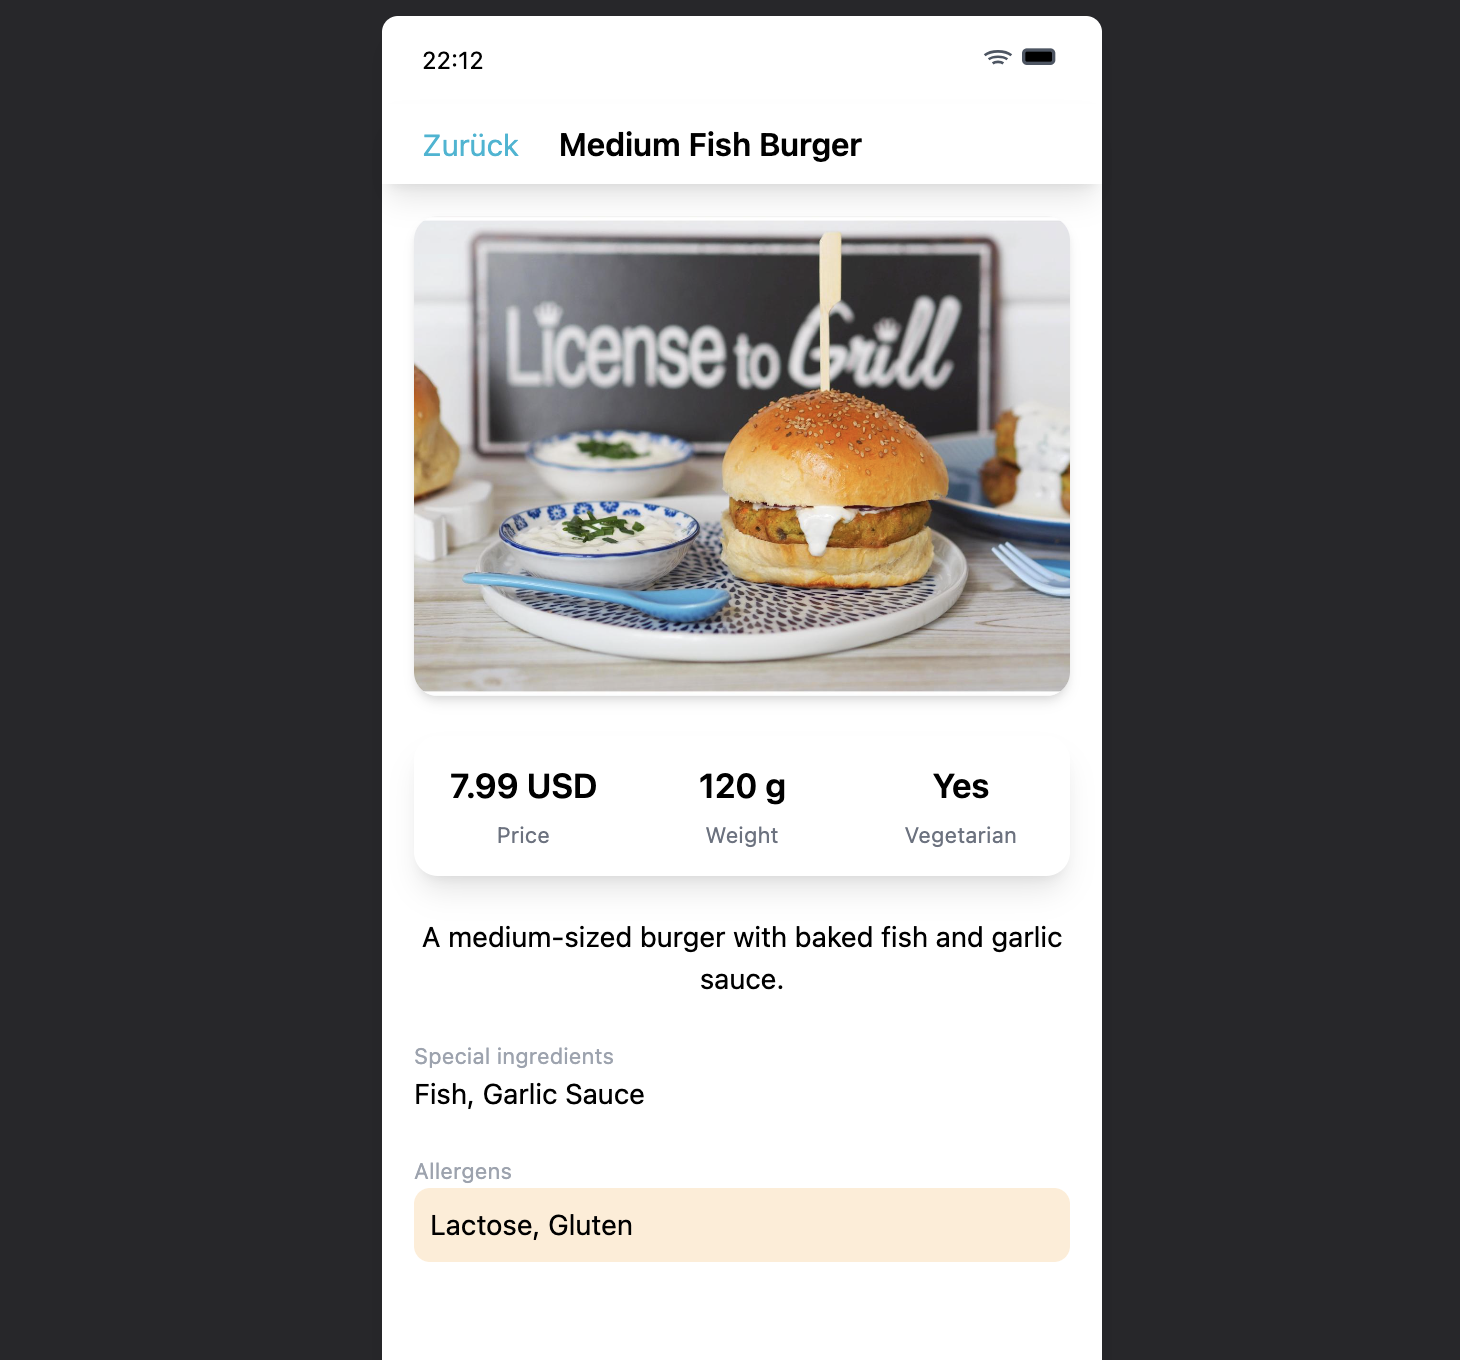 22:12
Zurück Medium Fish Burger
License to Grill
7.99 USD 120 g Yes
Price Weight Vegetarian
A medium-sized burger with baked fish and garlic
sauce.
Special ingredients
Fish, Garlic Sauce
Allergens
Lactose, Gluten